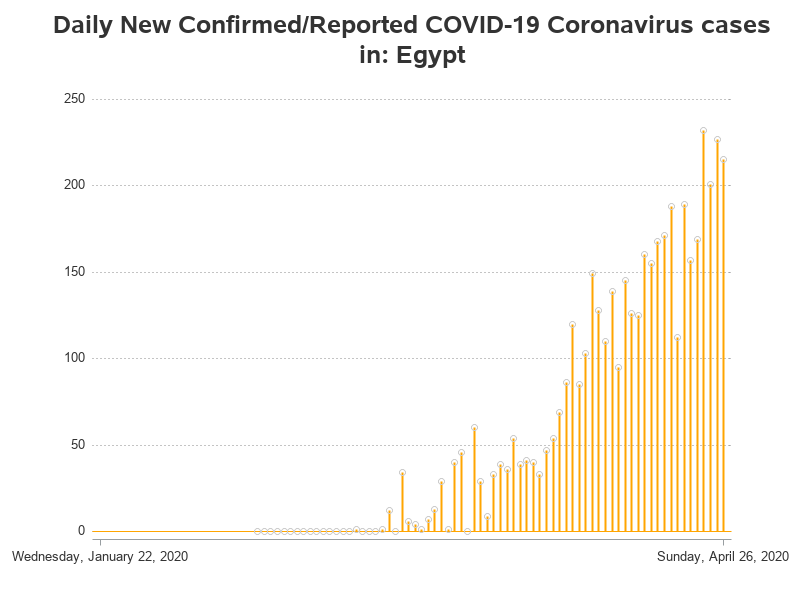 Daily New Confirmed/Reported COVID-19 Coronavirus cases
in: Egypt
250
200
150
100
50
0
Wednesday, January 22, 2020
Sunday, April 26, 2020